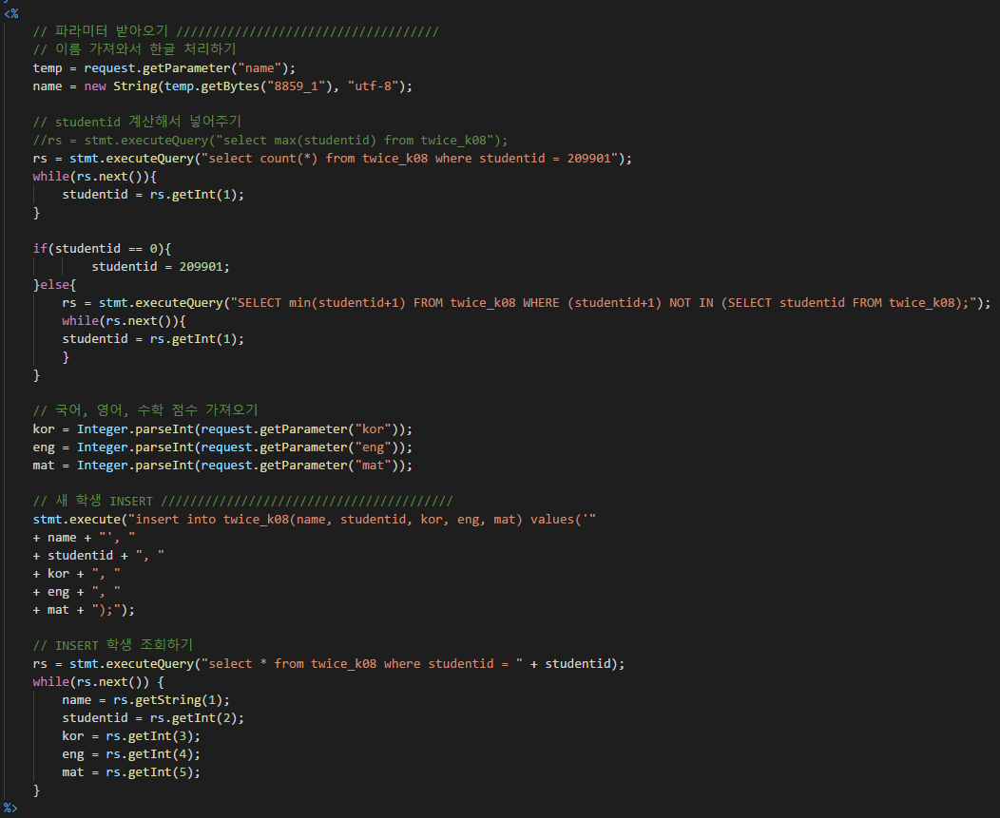 <%
// 파라미터 받아오기 ////////////////////////////////////
// 이름 가져와서 한글 처리하기
temp = request.getParameter("name");
name = new String(temp.getBytes("8859_1"), "utf-8");
// studentid 계산해서 넣어주기
//rs = stmt.executeQuery("select max(studentid) from twice_k08");
rs = stmt.executeQuery("select count(*) from twice_k08 where studentid = 209901");
while(rs.next()){
studentid = rs.getInt(1);
}
if(studentid == 0){
studentid = 209901;
}else{
rs = stmt.executeQuery("SELECT min(studentid+1) FROM twice_k08 WHERE (studentid+1) NOT IN (SELECT studentid FROM twice_k08);");
while(rs.next()){
studentid = rs.getInt(1);
}
}
// 국어, 영어, 수학 점수 가져오기
kor = Integer.parseInt(request.getParameter("kor"));
eng = Integer.parseInt(request.getParameter("eng"));
mat = Integer.parseInt(request.getParameter("mat"));
// 새 학생 INSERT ////////////////////////////////////////
stmt.execute("insert into twice_k08(name, studentid, kor, eng, mat) values('"
+ name + "', "
+ studentid + ", "
+ kor + ", "
+ eng + ", "
+ mat + ");");
// INSERT 학생 조회하기
rs = stmt.executeQuery("select * from twice_k08 where studentid = " + studentid);
while(rs.next()) {
name = rs.getString(1);
studentid = rs.getInt(2);
kor = rs.getInt(3);
eng = rs.getInt(4);
mat = rs.getInt(5);
}
%>